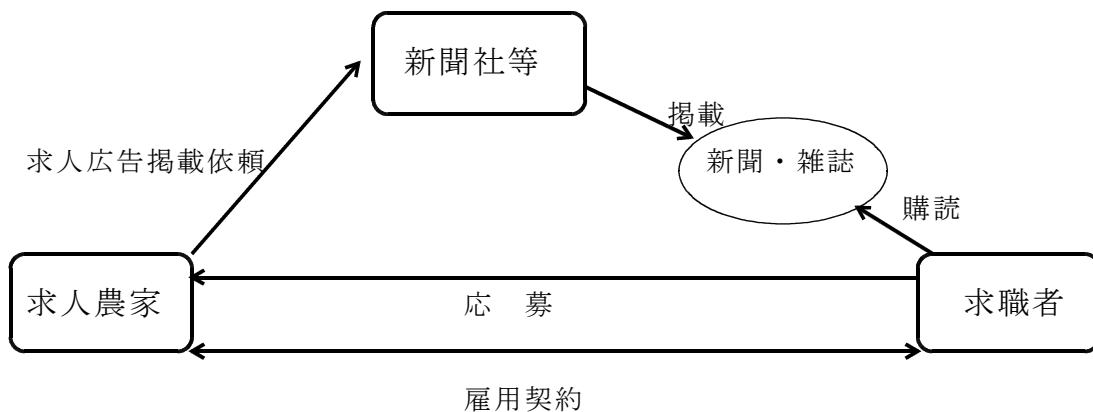 新聞社等
掲載
新聞・雑誌
求人広告掲載依頼
購読
求人農家
応　募
求職者
雇用契約